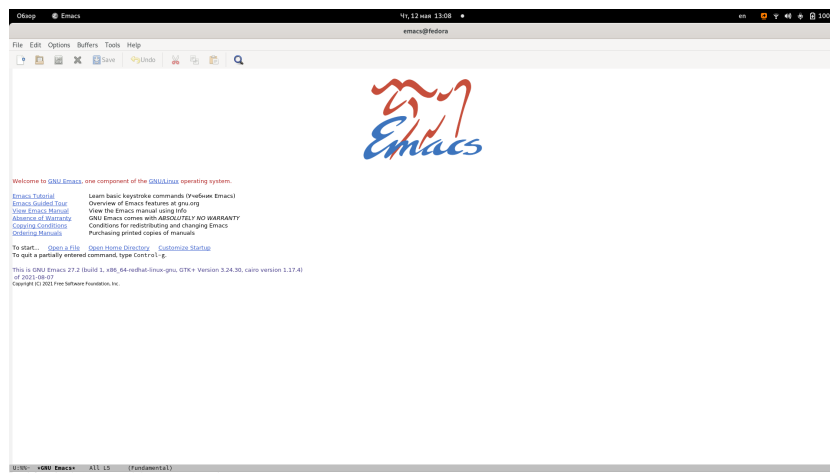 Обзор Emacs Чт, 12 мая 13:08 en 100
emacs@fedora
File Edit Options Buffers Tools Help
Save Undo
Emacs
Welcome to GNU Emacs, one component of the GNU/Linux operating system.
Emacs Tutorial Learn basic keystroke commands (Учебник Emacs)
Emacs Guided Tour Overview of Emacs features at gnu.org
View Emacs Manual View the Emacs manual using Info
Absence of Warranty GNU Emacs comes with ABSOLUTELY NO WARRANTY
Copying Conditions Conditions for redistributing and changing Emacs
Ordering Manuals Purchasing printed copies of manuals
To start... Open a File Open Home Directory Customize Startup
To quit a partially entered command, type Control-g.
This is GNU Emacs 27.2 (build 1, x86_64-redhat-linux-gnu, GTK+ Version 3.24.30, cairo version 1.17.4)
of 2021-08-07
Copyright (C) 2021 Free Software Foundation, Inc.
U:%%- *GNU Emacs* All L5 (Fundamental)